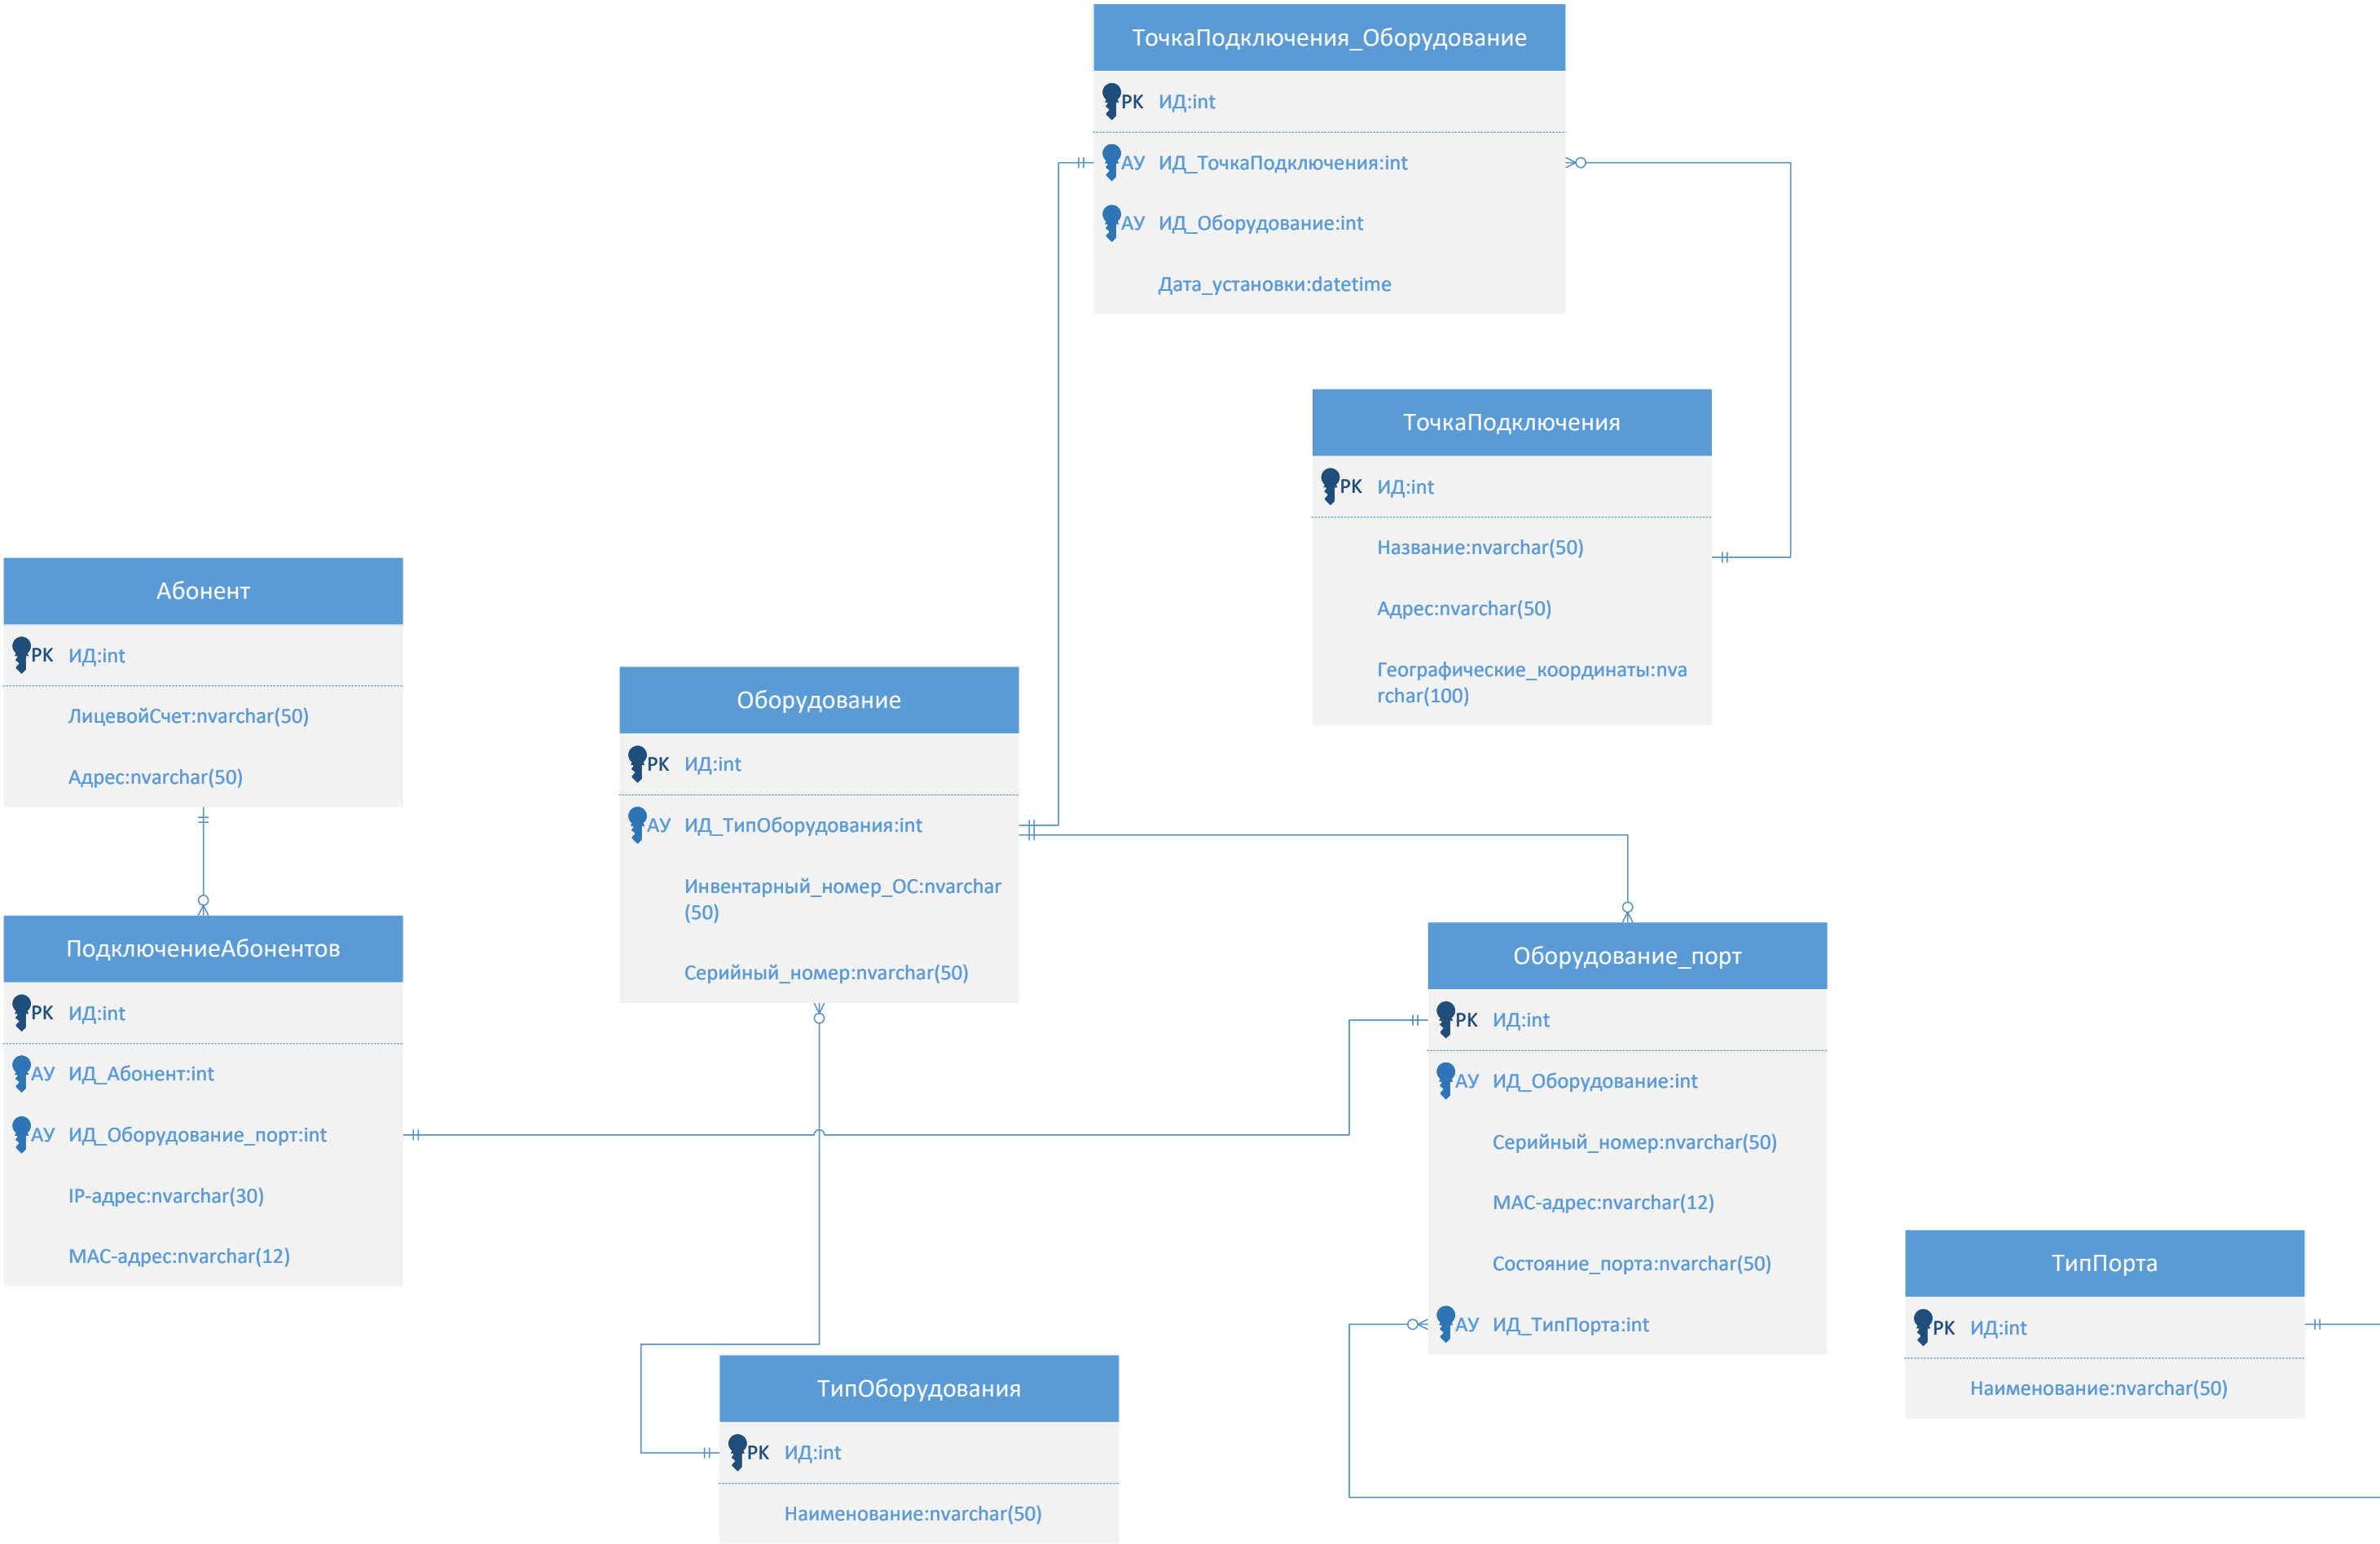 ТочкаПодключения_Оборудование
PK ИД:int
АУ ИД_ТочкаПодключения:int
АУ ИД_Оборудование:int
Дата_установки:datetime
ТочкаПодключения
PK ИД:int
Название:nvarchar(50)
Адрес:nvarchar(50)
Географические_координаты:nva
rchar(100)
Абонент
PK ИД:int
ЛицевойСчет:nvarchar(50)
Адрес:nvarchar(50)
Оборудование
PK ИД:int
АУ ИД_ТипОборудования:int
Инвентарный_номер_ОС:nvarchar
(50)
Серийный_номер:nvarchar(50)
ПодключениеАбонентов
PK ИД:int
АУ ИД_Абонент:int
АУ ИД_Оборудование_порт:int
IP-адрес:nvarchar(30)
MAC-адрес:nvarchar(12)
Оборудование_порт
PK ИД:int
АУ ИД_Оборудование:int
Серийный_номер:nvarchar(50)
MAC-адрес:nvarchar(12)
Состояние_порта:nvarchar(50)
АУ ИД_ТипПорта:int
ТипПорта
PK ИД:int
Наименование:nvarchar(50)
ТипОборудования
PK ИД:int
Наименование:nvarchar(50)